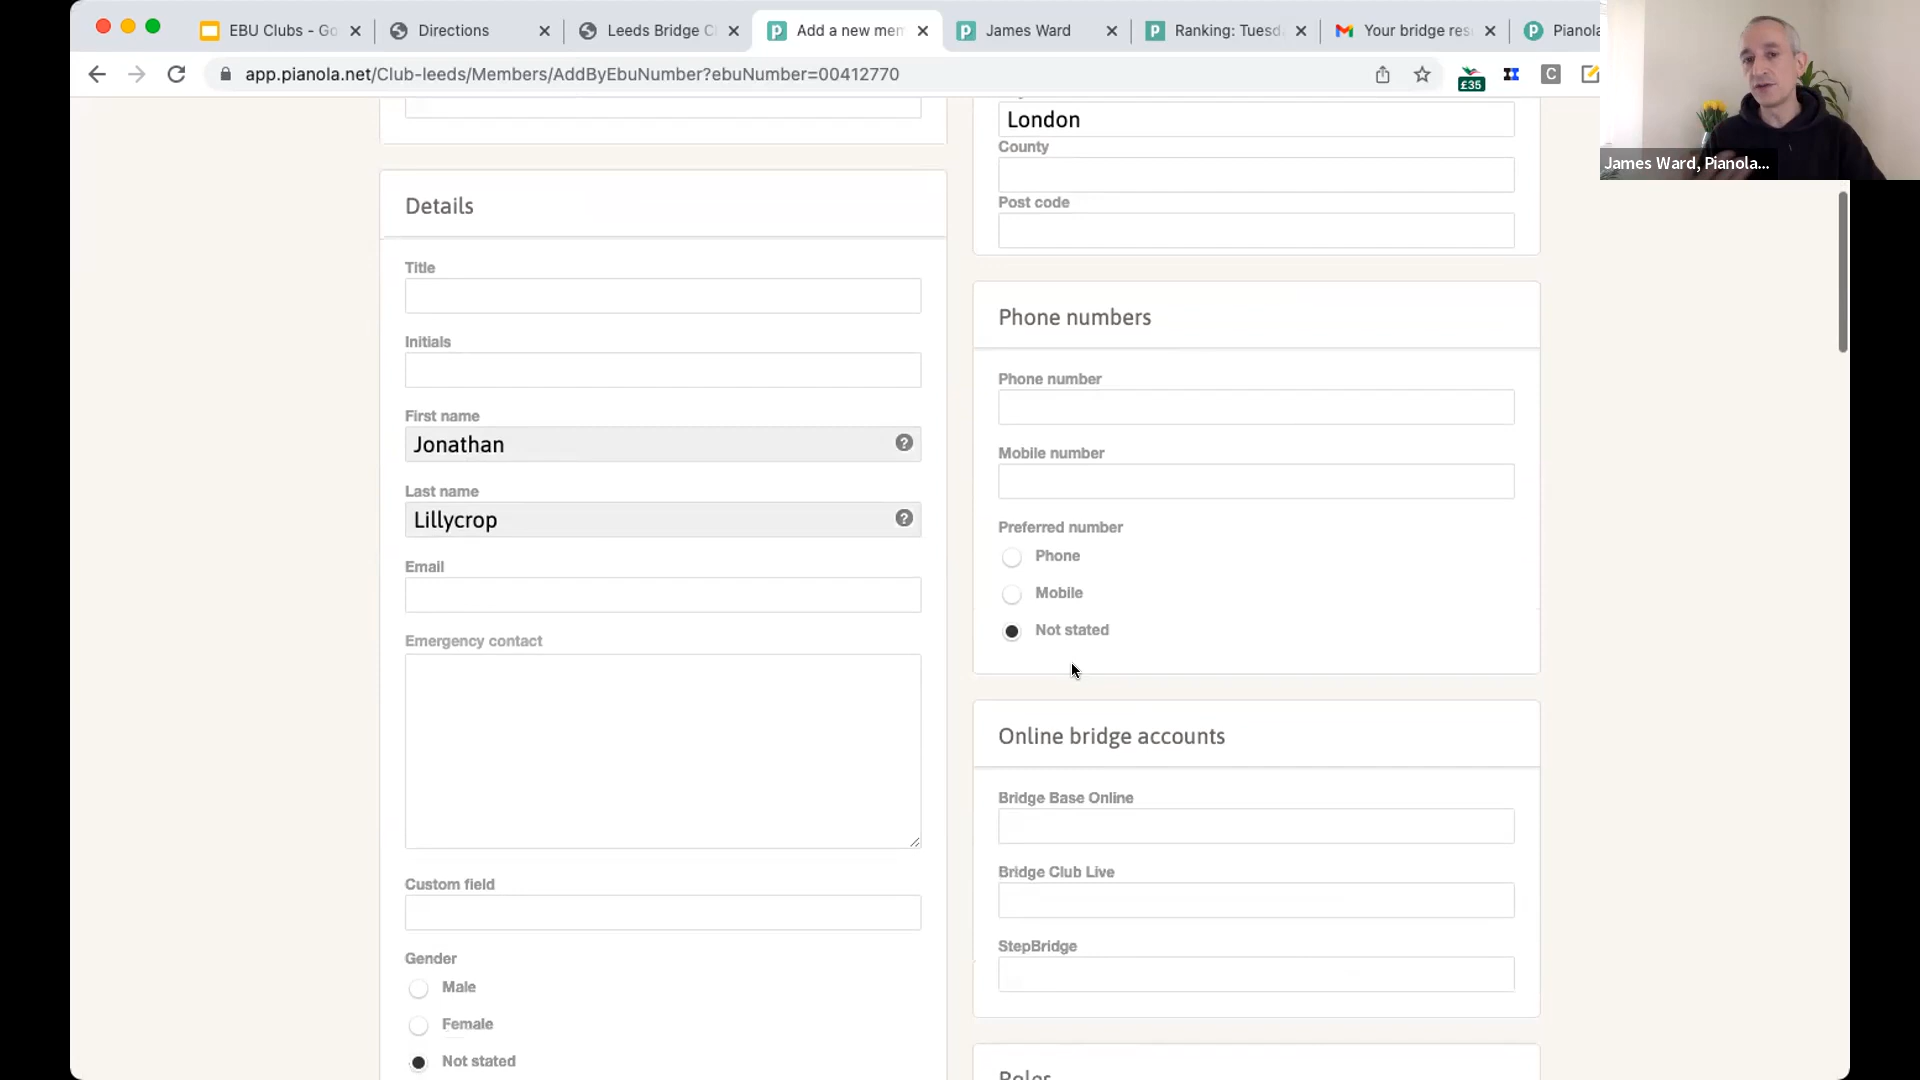 EBU Clubs - Go
Directions
Leeds Bridge C
Add a new mem
James Ward
Ranking: Tuesd
Your bridge res
Pianola
app.pianola.net/Club-leeds/Members/AddByEbuNumber?ebuNumber=00412770
£35
C
James Ward, Pianola...
London
County
Post code
Details
Title
Initials
First name
Jonathan
?
Last name
Lillycrop
?
Email
Emergency contact
Custom field
Gender
Male
Female
Not stated
Phone numbers
Phone number
Mobile number
Preferred number
Phone
Mobile
Not stated
Online bridge accounts
Bridge Base Online
Bridge Club Live
StepBridge
Roles